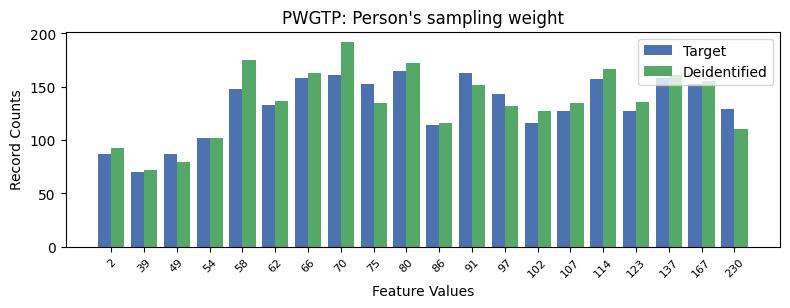 PWGTP: Person's sampling weight
Target
Deidentified
Record Counts
200
150
100
50
0
2 39 49 54 58 62 66 70 75 80 86 91 97 102 107 114 123 137 167 230
Feature Values